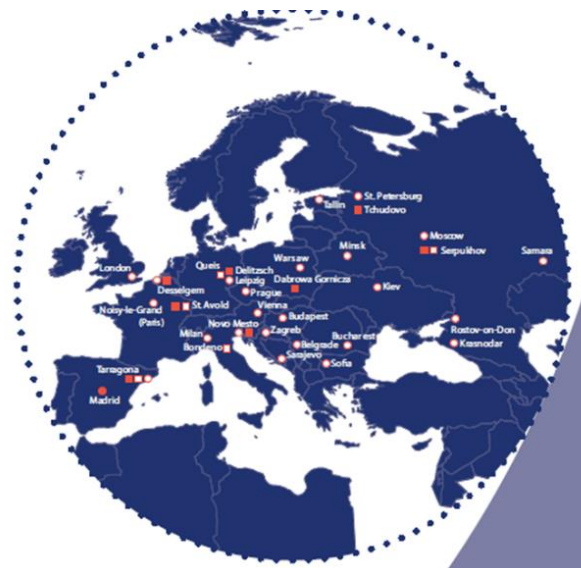 St. Petersburg
Tallin
Tchudovo
Moscow
Minsk
Serpukhov
Samara
Warsaw
Queis
Delitzsch
London
Leipzig
Dabrowa Gornicza
Kiev
Desselgem
Prague
Noisy-le-Grand
(Paris)
St. Avold
Vienna
Budapest
Novo Mesto
Rostov-on-Don
Milan
Zagreb
Bucharest
Krasnodar
Bondeno
Belgrade
Sarajevo
Sofia
Tarragona
Madrid